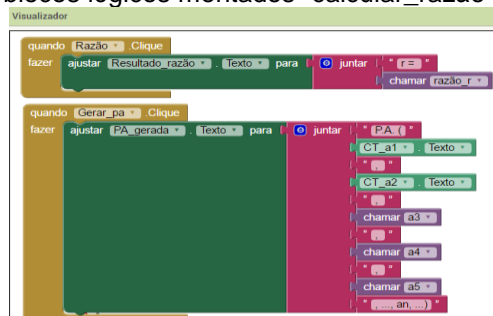 blocos lógicos montados "calcular_razão"
Visualizador
quando Razão .Clique
fazer ajustar Resultado_razão . Texto para juntar " r= "
chamar razão_r
quando Gerar_pa .Clique
fazer ajustar PA_gerada . Texto para juntar " P.A. ( "
CT_a1 . Texto
" , "
CT_a2 . Texto
" , "
chamar a3
" , "
chamar a4
" , "
chamar a5
" , ..., an, ...) "